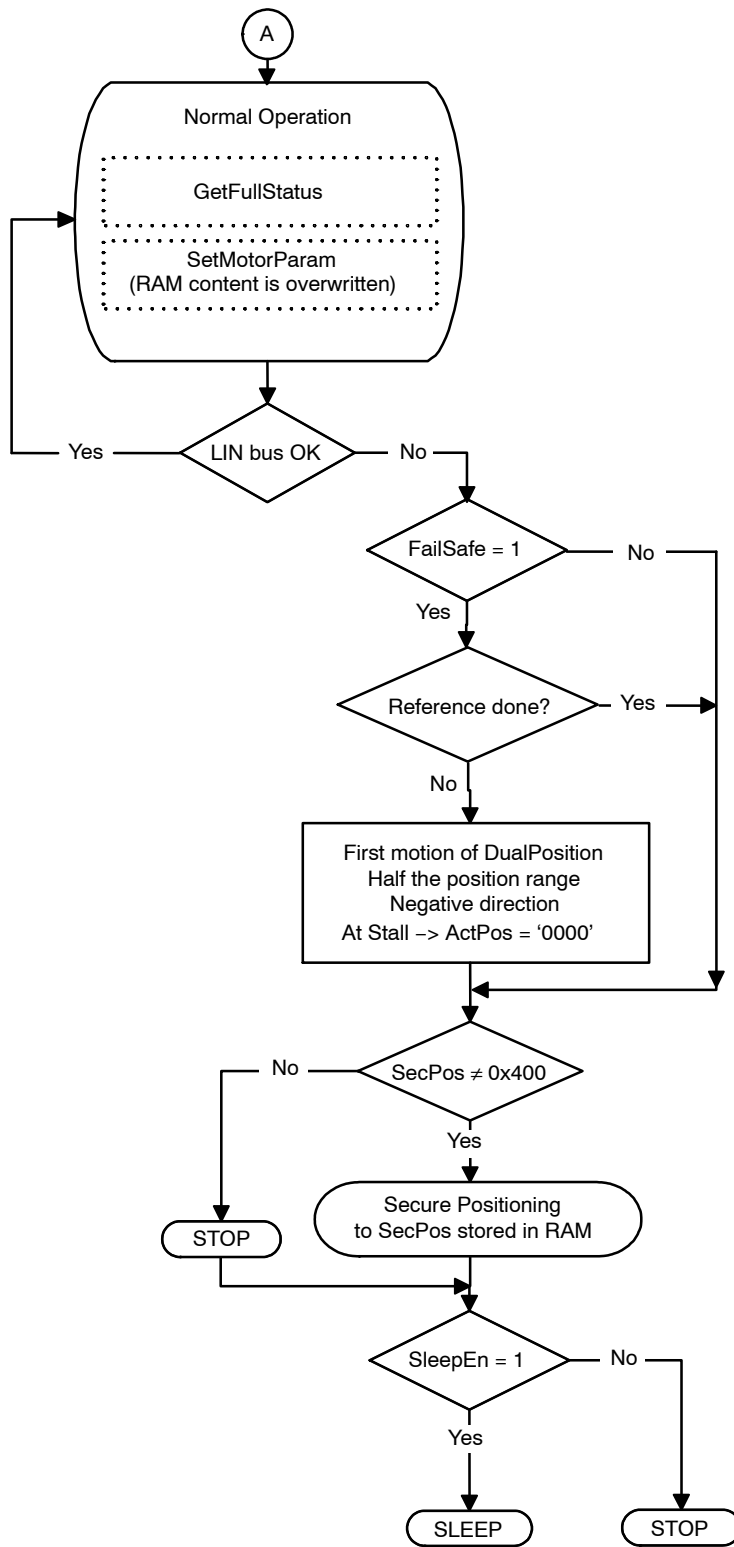 A
Normal Operation
GetFullStatus
SetMotorParam
(RAM content is overwritten)
Yes
LIN bus OK
No
FailSafe = 1
No
Yes
Reference done?
Yes
No
First motion of DualPosition
Half the position range
Negative direction
At Stall −> ActPos = ‘0000’
SecPos ≠ 0x400
No
Yes
Secure Positioning
to SecPos stored in RAM
STOP
SleepEn = 1
No
Yes
SLEEP
STOP